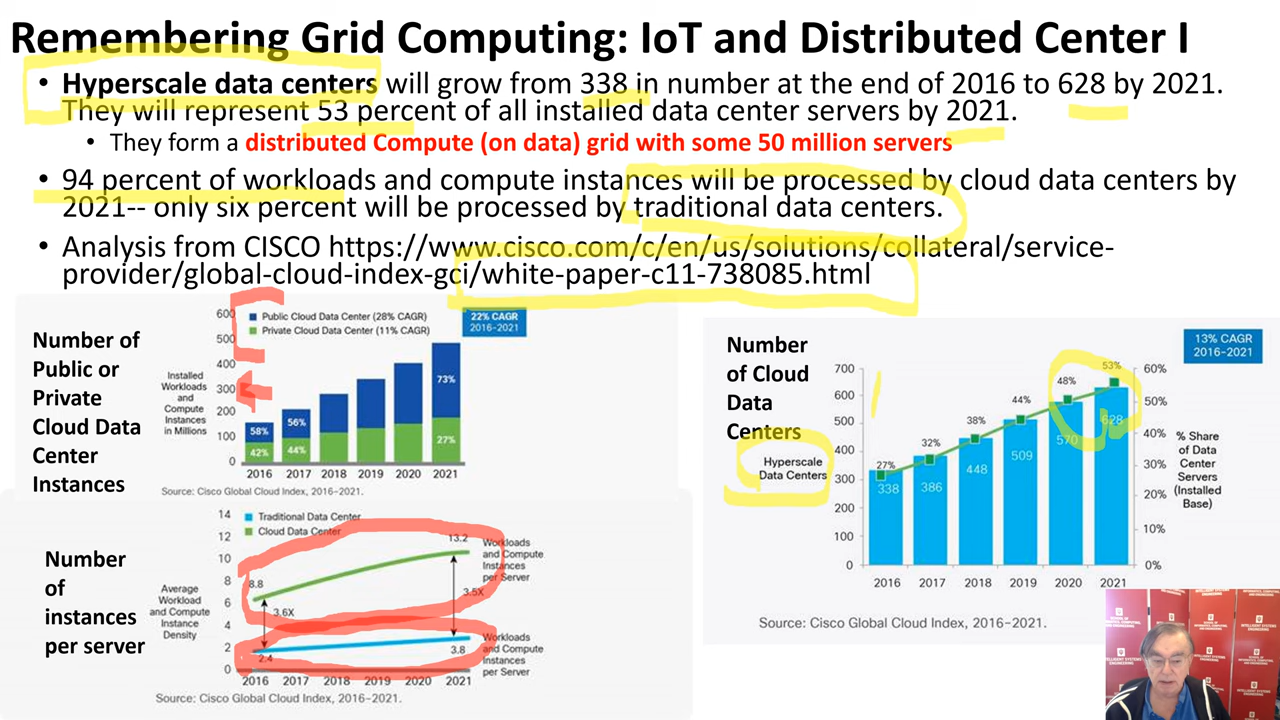 Remembering Grid Computing: IoT and Distributed Center I
• Hyperscale data centers will grow from 338 in number at the end of 2016 to 628 by 2021.
They will represent 53 percent of all installed data center servers by 2021.
• They form a distributed Compute (on data) grid with some 50 million servers
• 94 percent of workloads and compute instances will be processed by cloud data centers by
2021-- only six percent will be processed by traditional data centers.
• Analysis from CISCO https://www.cisco.com/c/en/us/solutions/collateral/service-
provider/global-cloud-index-gci/white-paper-c11-738085.html
Number of
Public or
Private
Cloud Data
Center
Instances
Installed
Workloads
and
Compute
Instances
in Millions
600
500
400
300
200
100
0
Public Cloud Data Center (28% CAGR)
Private Cloud Data Center (11% CAGR)
22% CAGR
2016-2021
58%
42%
56%
44%
73%
27%
2016 2017 2018 2019 2020 2021
Source: Cisco Global Cloud Index, 2016–2021.
Number
of
instances
per server
Average
Workload
and Compute
Instance
Density
14
12
10
8
6
4
2
0
Traditional Data Center
Cloud Data Center
8.8
13.2
3.6X
3.5X
2.4
3.8
Workloads
and Compute
Instances
per Server
Workloads
and Compute
Instances
per Server
2016 2017 2018 2019 2020 2021
Source: Cisco Global Cloud Index, 2016–2021.
Number
of Cloud
Data
Centers
Hyperscale
Data Centers
13% CAGR
2016-2021
700
600
500
400
300
200
100
0
27%
32%
38%
44%
48%
53%
338
386
448
509
570
628
60%
50%
40%
30%
20%
10%
0%
% Share
of Data
Center
Servers
(Installed
Base)
2016 2017 2018 2019 2020 2021
Source: Cisco Global Cloud Index, 2016–2021.